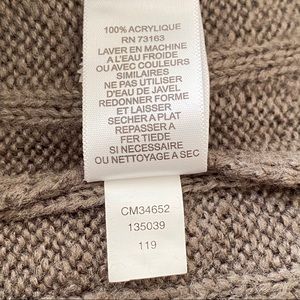 100% ACRYLIQUE
RN 73163
LAVER EN MACHINE
A L'EAU FROIDE
OU AVEC COULEURS
SIMILAIRES
NE PAS UTILISER
D'EAU DE JAVEL
REDONNER FORME
ET LAISSER
SECHER A PLAT
REPASSER A
FER TIEDE
SI NECESSAIRE
OU NETTOYAGE A SEC
CM34652
135039
119